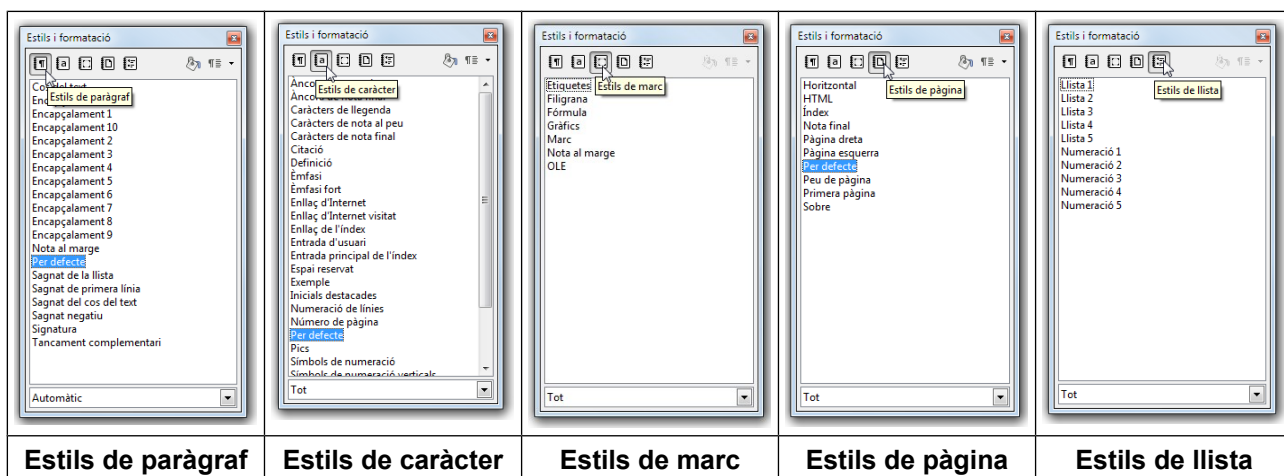 Estils i formatació
Estils de paràgraf
Encapçalament 1
Encapçalament 10
Encapçalament 2
Encapçalament 3
Encapçalament 4
Encapçalament 5
Encapçalament 6
Encapçalament 7
Encapçalament 8
Encapçalament 9
Nota al marge
Per defecte
Sagnat de la llista
Sagnat de primera línia
Sagnat del cos del text
Sagnat negatiu
Signatura
Tancament complementari
Automàtic
Estils de paràgraf
Estils i formatació
Estils de caràcter
Caràcters de llegenda
Caràcters de nota al peu
Caràcters de nota final
Citació
Definició
Èmfasi
Èmfasi fort
Enllaç d'Internet
Enllaç d'Internet visitat
Enllaç de l'índex
Entrada d'usuari
Entrada principal de l'índex
Espai reservat
Exemple
Inicials destacades
Numeració de línies
Número de pàgina
Per defecte
Pics
Símbols de numeració
Símbols de numeració verticals
Tot
Estils de caràcter
Estils i formatació
Etiquetes
Estils de marc
Filigrana
Fórmula
Gràfics
Marc
Nota al marge
OLE
Tot
Estils de marc
Estils i formatació
Horitzontal
Estils de pàgina
HTML
Índex
Nota final
Pàgina dreta
Pàgina esquerra
Per defecte
Peu de pàgina
Primera pàgina
Sobre
Tot
Estils de pàgina
Estils i formatació
Llista 1
Estils de llista
Llista 2
Llista 3
Llista 4
Llista 5
Numeració 1
Numeració 2
Numeració 3
Numeració 4
Numeració 5
Tot
Estils de llista